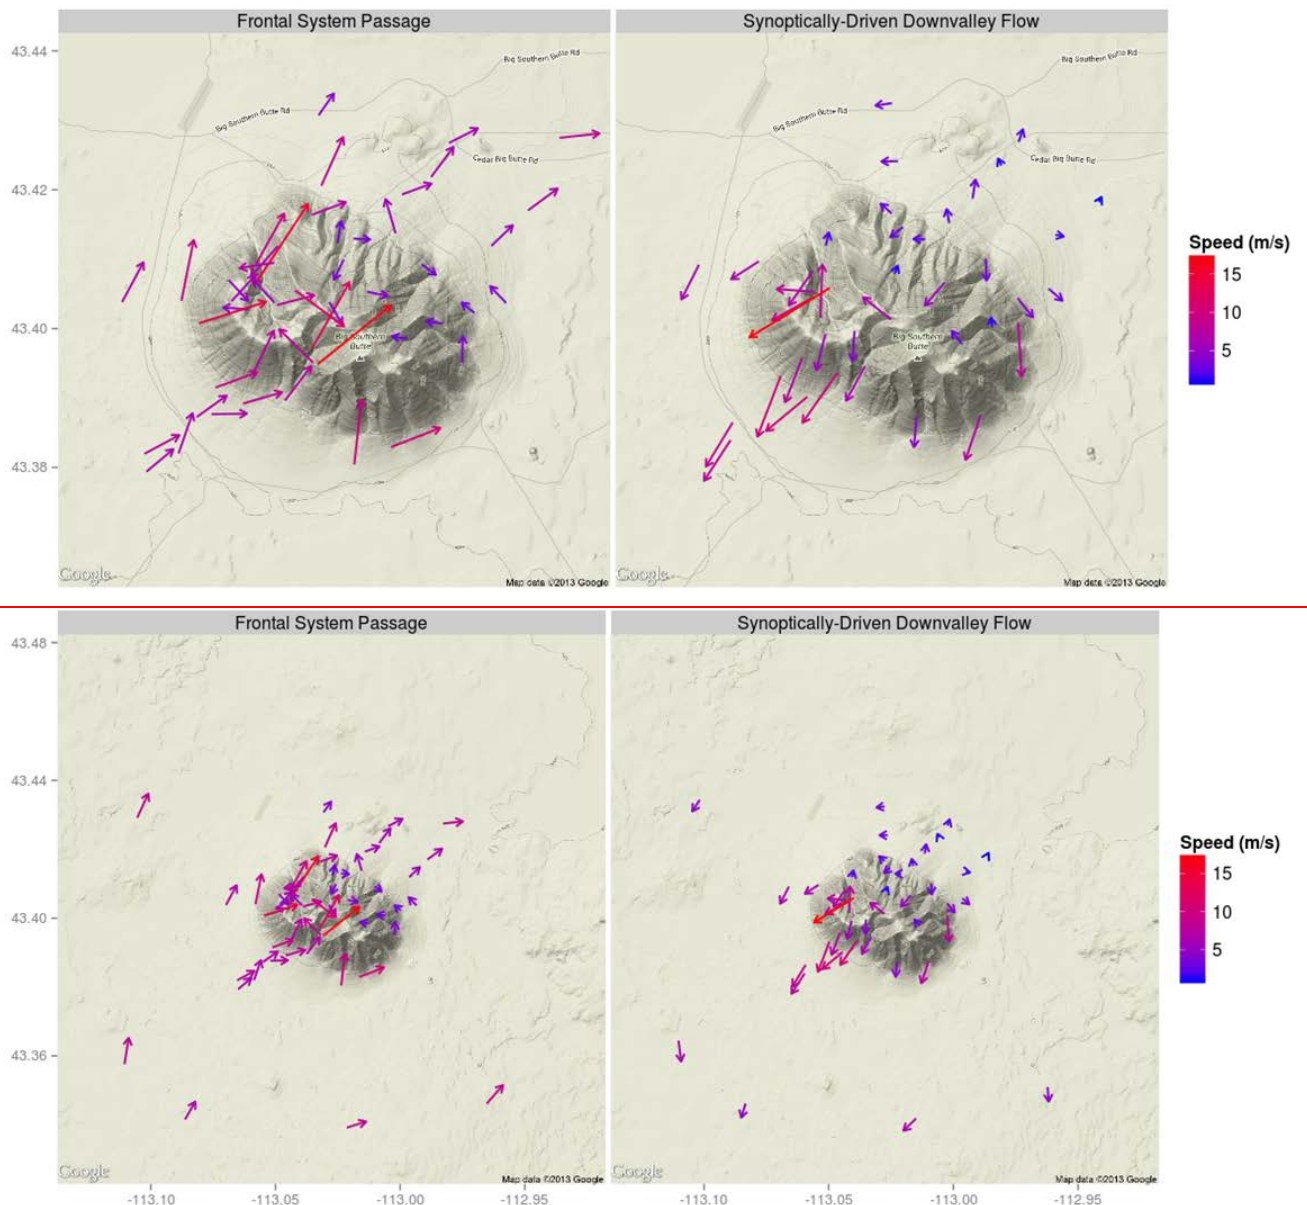 Frontal System Passage
Synoptically-Driven Downvalley Flow
43.44
43.42
43.40
43.38
Big Southern Butte Rd
Big Southern Butte Rd
Cedar Big Butte Rd
Big Southern
Butte
Google
Map data ©2013 Google
Big Southern Butte Rd
Big Southern Butte Rd
Cedar Big Butte Rd
Big Southern
Butte
Google
Map data ©2013 Google
Speed (m/s)
15
10
5
Frontal System Passage
Synoptically-Driven Downvalley Flow
43.48
43.44
43.40
43.36
Google
Map data ©2013 Google
Google
Map data ©2013 Google
Speed (m/s)
15
10
5
-113.10
-113.05
-113.00
-112.95
-113.10
-113.05
-113.00
-112.95